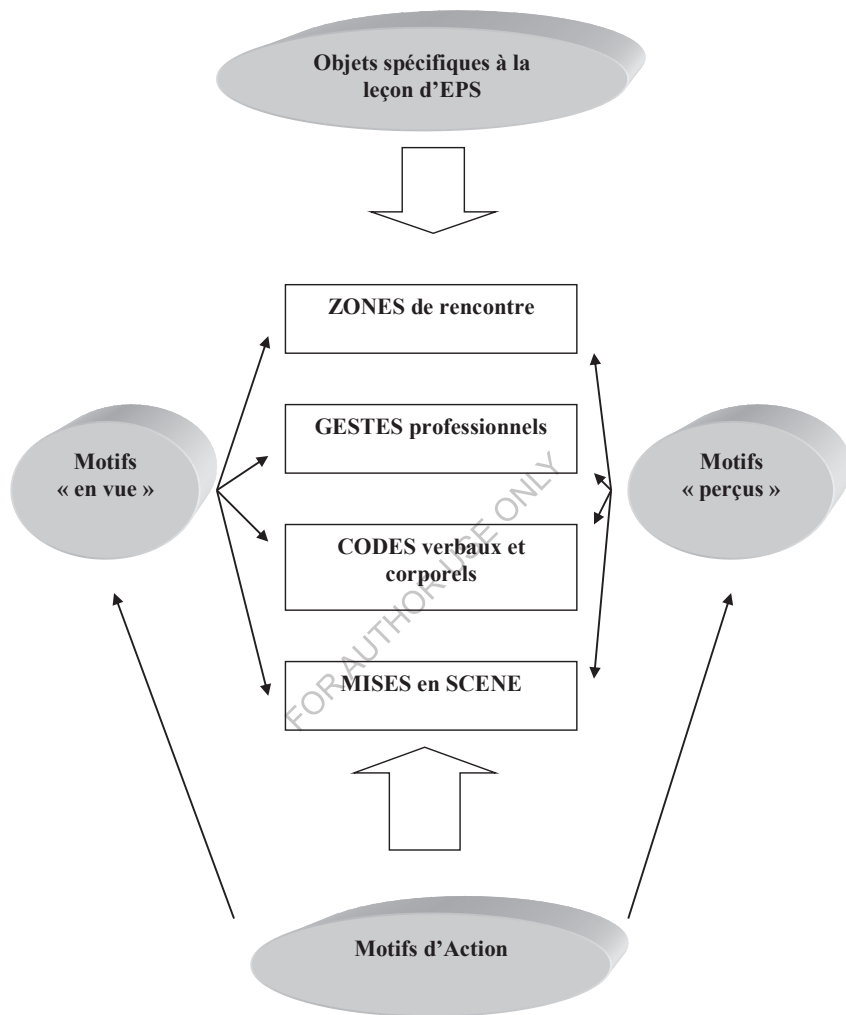 Objets spécifiques à la
leçon d’EPS
ZONES de rencontre
GESTES professionnels
Motifs
« en vue »
Motifs
« perçus »
CODES verbaux et
corporels
MISES en SCENE
FOR AUTHOR USE ONLY
Motifs d’Action